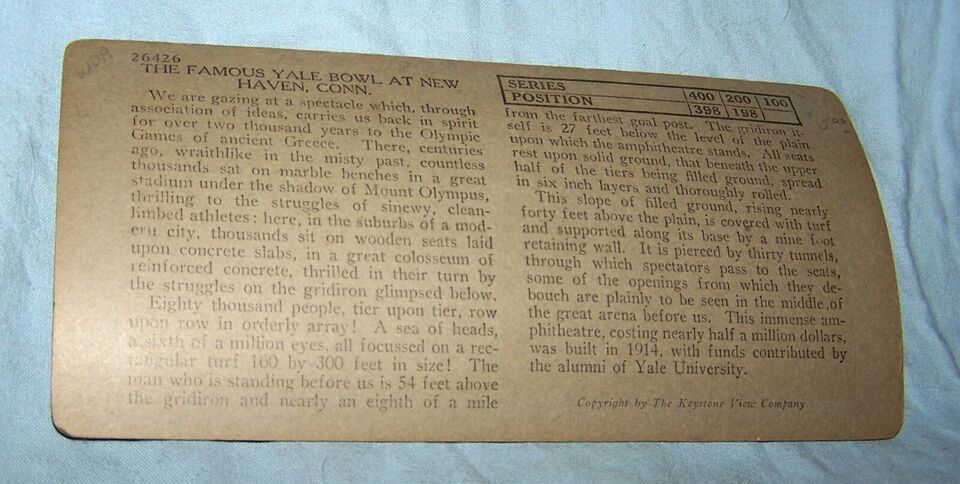 WDA
26426
THE FAMOUS YALE BOWL AT NEW
HAVEN, CONN.
We are gazing at a spectacle which, through
association of ideas, carries us back in spirit
for over two thousand years to the Olympic
Games of ancient Greece. There, centuries
ago, wraithlike in the misty past, countless
thousands sat on marble benches in a great
stadium under the shadow of Mount Olympus,
thrilling to the struggles of sinewy, clean-
limbed athletes; here, in the suburbs of a mod-
ern city, thousands sit on wooden seats laid
upon concrete slabs, in a great colosseum of
reinforced concrete, thrilled in their turn by
the struggles on the gridiron glimpsed below.
Eighty thousand people, tier upon tier, row
upon row in orderly array! A sea of heads,
a sixth of a million eyes, all focussed on a rec-
tangular turf 160 by 300 feet in size! The
man who is standing before us is 54 feet above
the gridiron and nearly an eighth of a mile
SERIES 400 200 100
POSITION 398 198
from the farthest goal post. The gridiron it-
self is 27 feet below the level of the plain
upon which the amphitheatre stands. All seats
rest upon solid ground, that beneath the upper
half of the tiers being filled ground, spread
in six inch layers and thoroughly rolled.
This slope of filled ground, rising nearly
forty feet above the plain, is covered with turf
and supported along its base by a nine foot
retaining wall. It is pierced by thirty tunnels,
through which spectators pass to the seats,
some of the openings from which they de-
bouch are plainly to be seen in the middle of
the great arena before us. This immense am-
phitheatre, costing nearly half a million dollars,
was built in 1914, with funds contributed by
the alumni of Yale University.
Copyright by The Keystone View Company